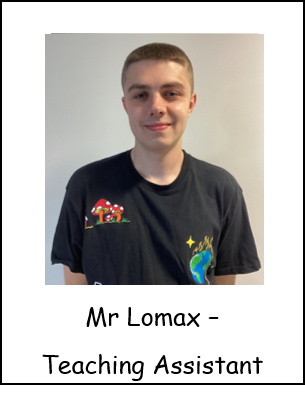 Mr Lomax –
Teaching Assistant